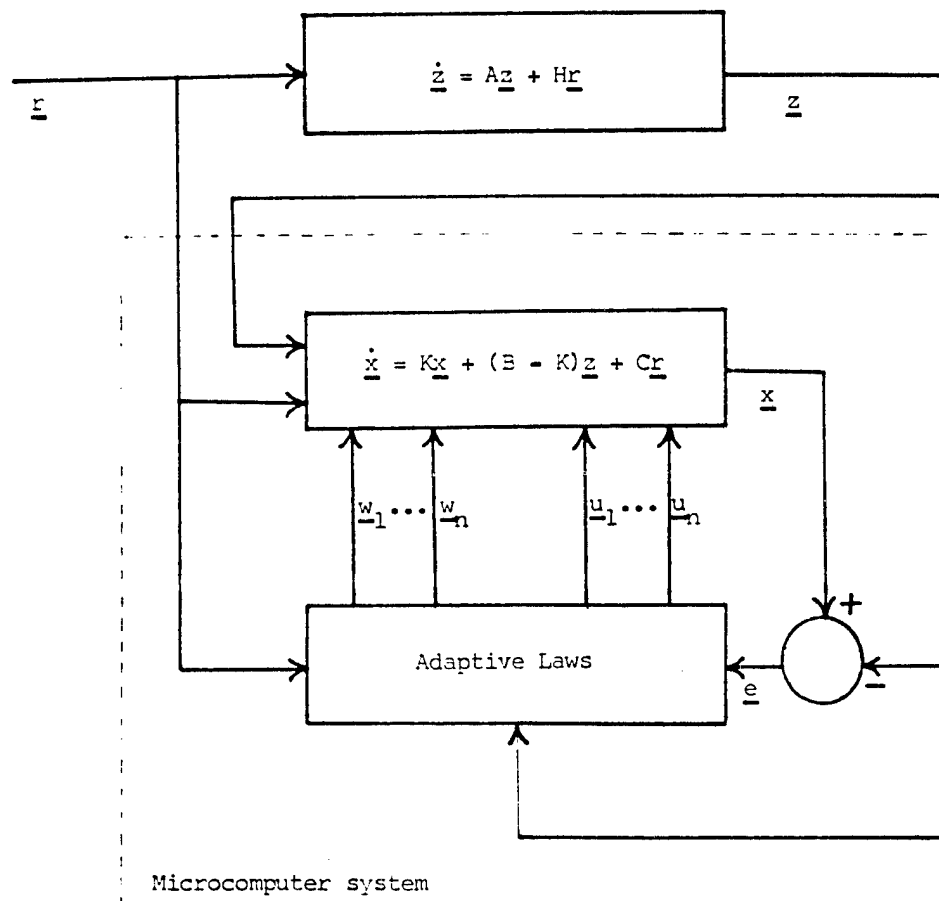 ż = Az + Hr
r
z
ẋ = Kx + (B - K)z + Cr
x
w1 ... wn
u1 ... un
+
Adaptive Laws
e
-
Microcomputer system